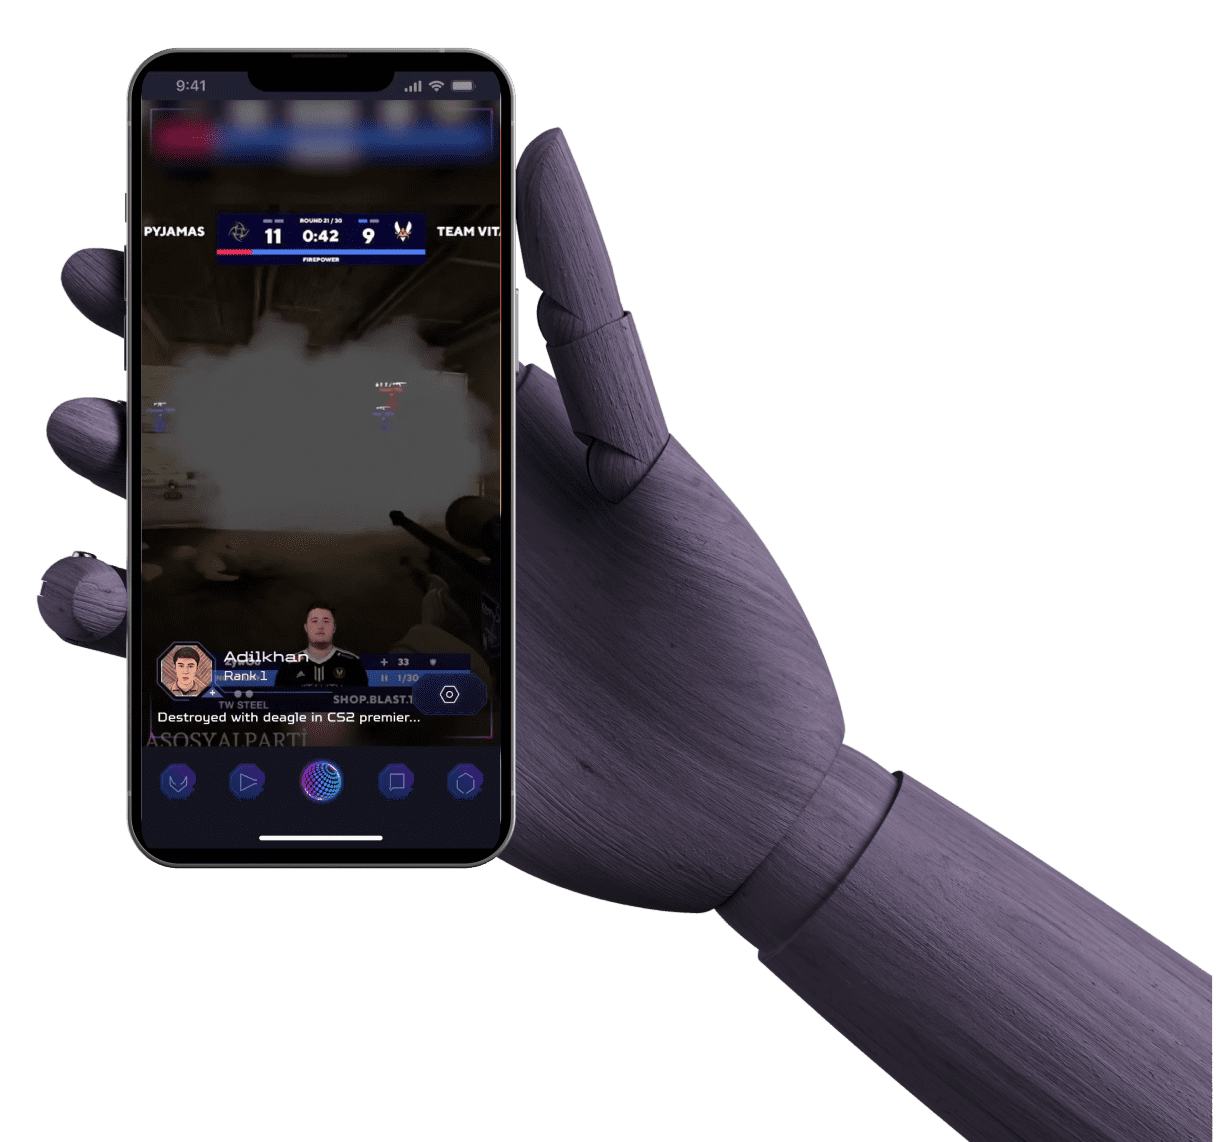 9:41
ROUND 21 / 30
PYJAMAS 11 0:42 9 TEAM VIT
FIREPOWER
Adilkhan
33
Rank 1
1/30
TW STEEL
SHOP.BLAST.T
Destroyed with deagle in CS2 premier...
ASOSYALPARTİ